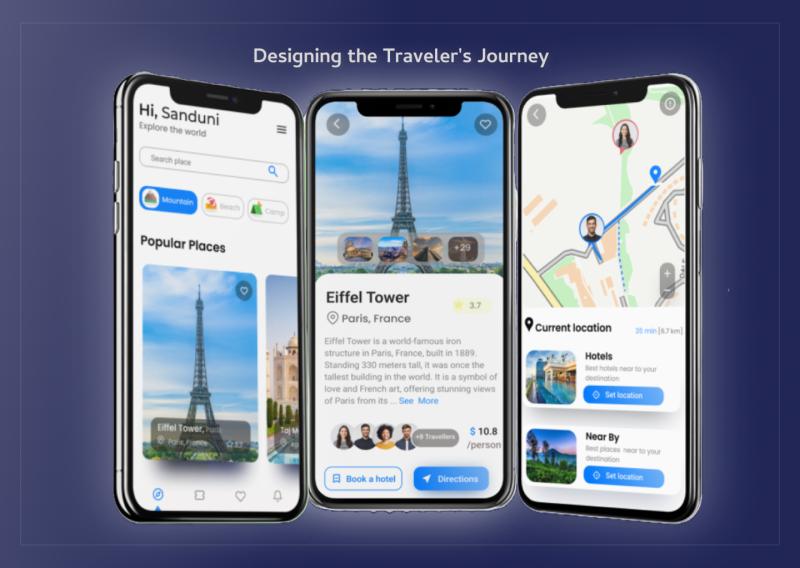 Designing the Traveler's Journey
Hi, Sanduni
Explore the world
Search place
Mountain
Beach
Camp
Popular Places
Eiffel Tower, Paris
Paris, France
Taj M
+29
Eiffel Tower
3.7
Paris, France
Eiffel Tower is a world-famous iron
structure in Paris, France, built in 1889.
Standing 330 meters tall, it was once the
tallest building in the world. It is a symbol of
love and French art, offering stunning views
of Paris from its ... See More
+8 Travellers
$ 10.8
/person
Book a hotel
Directions
Current location
[6.7 km]
Hotels
Best hotels near to your
destination
Set location
Near By
Best places near to your
destination
Set location